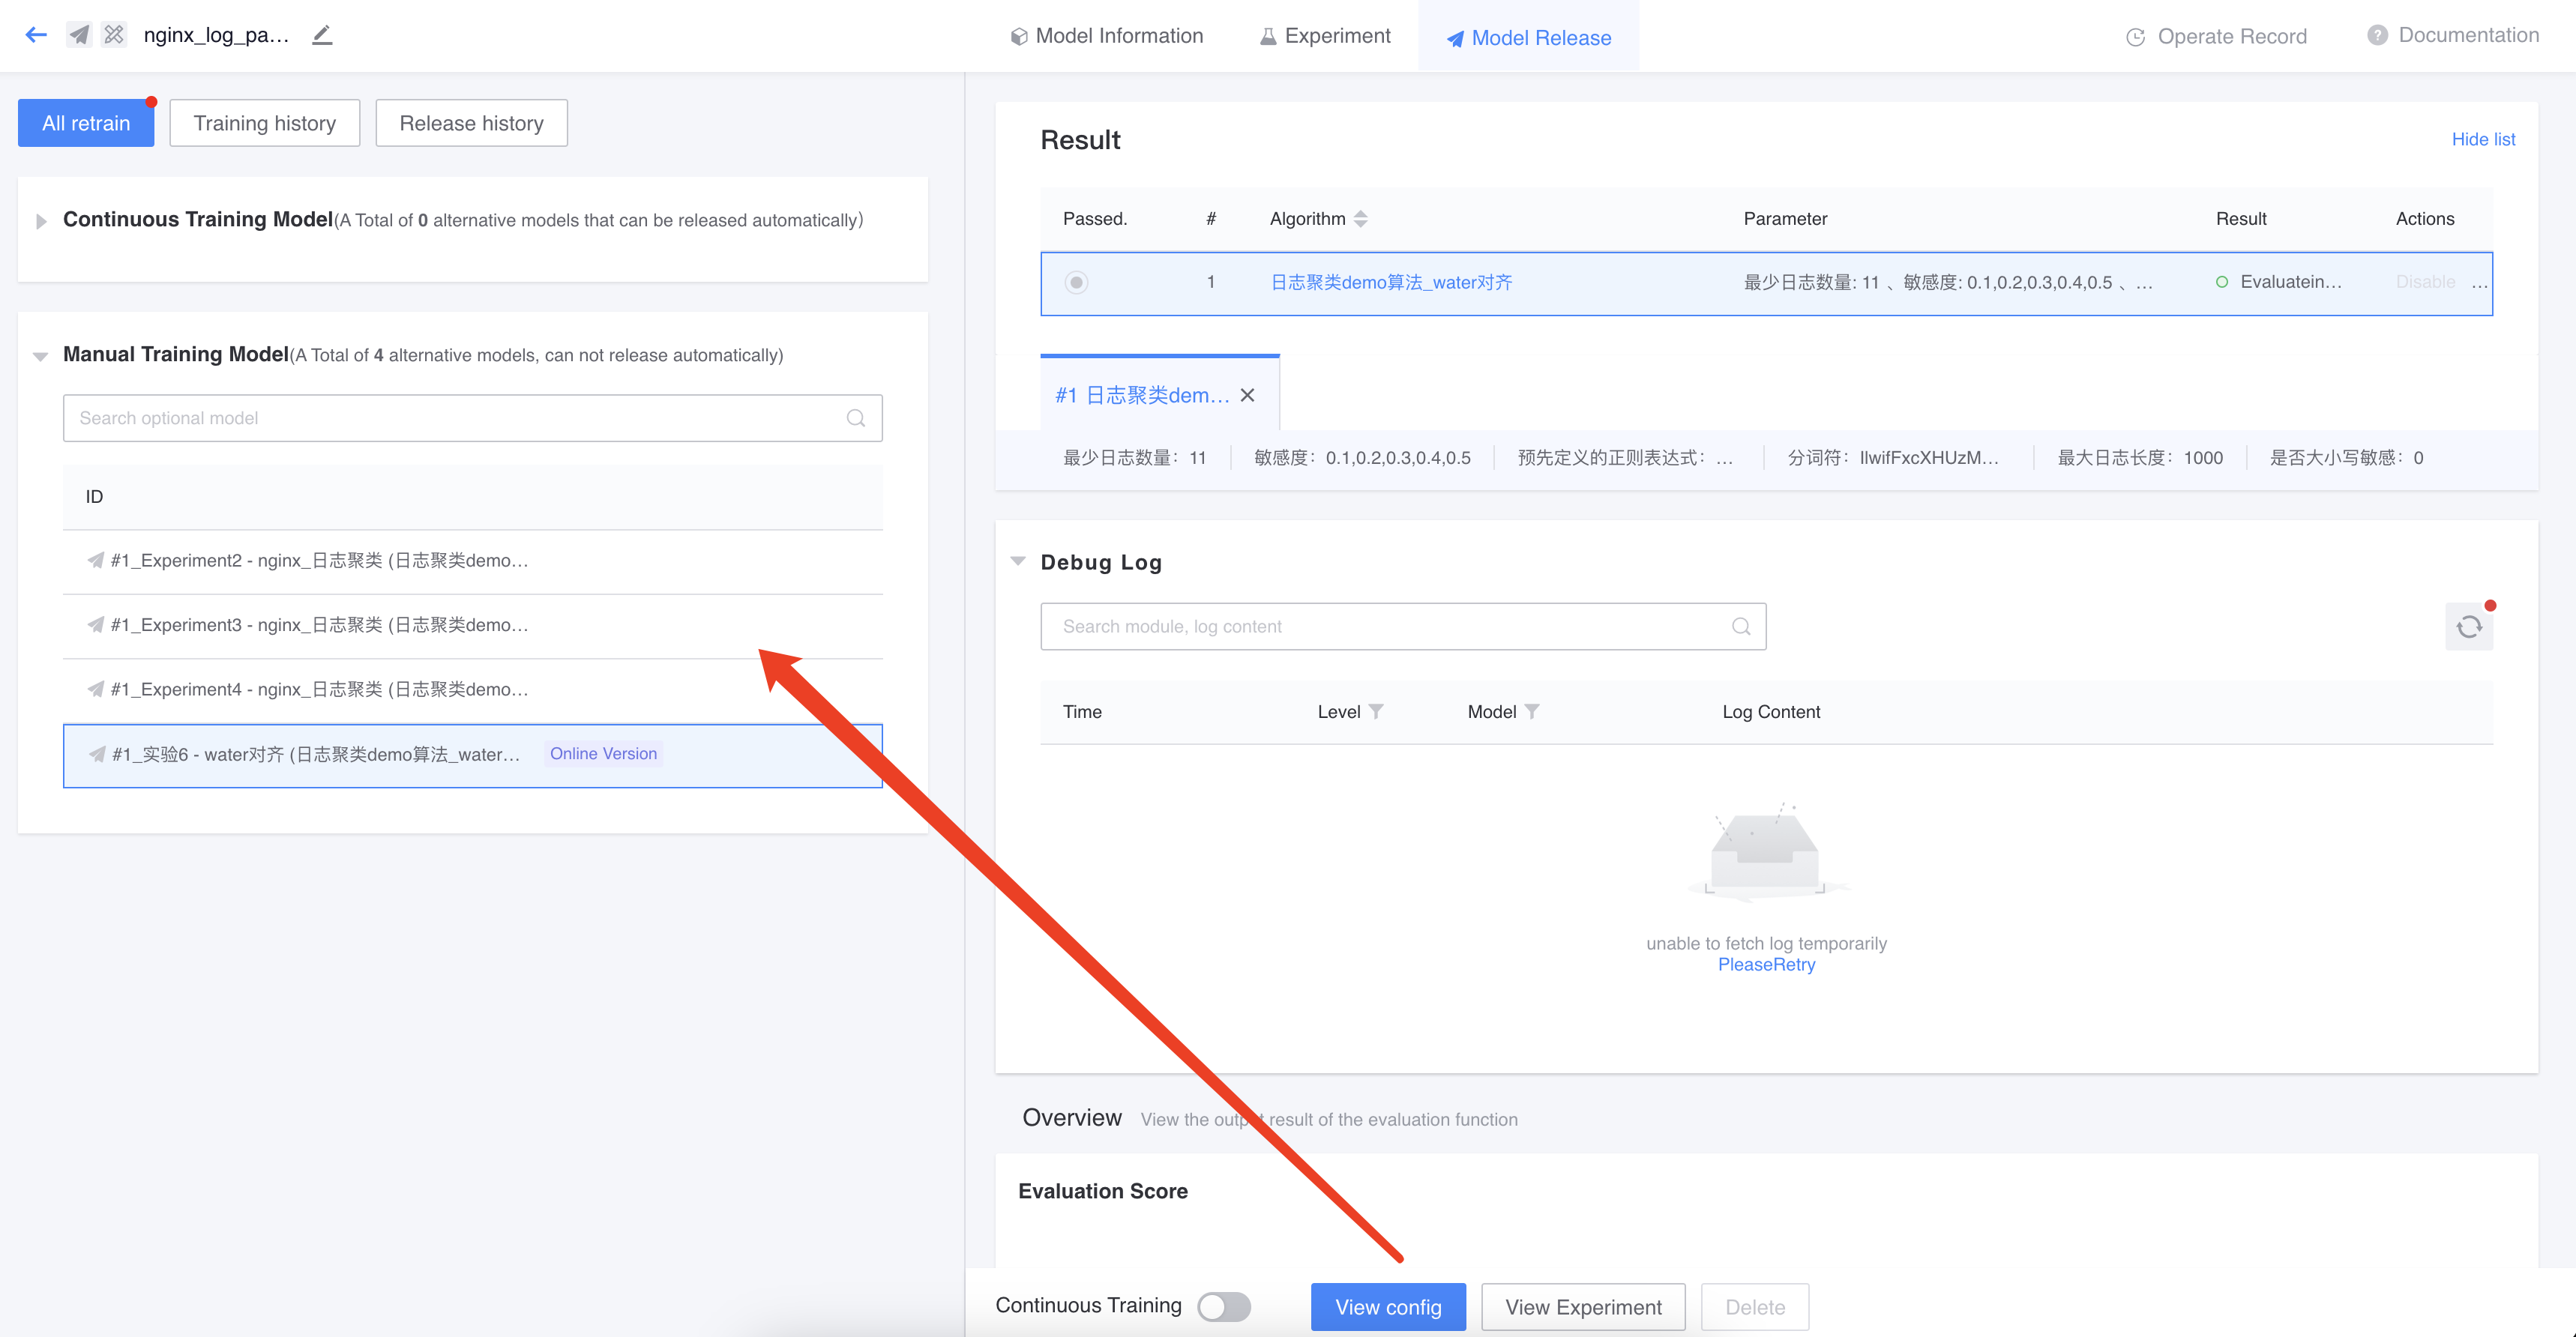 nginx_log_pa...
Model Information
Experiment
Model Release
Operate Record
Documentation
All retrain
Training history
Release history
Continuous Training Model(A Total of 0 alternative models that can be released automatically)
Manual Training Model(A Total of 4 alternative models, can not release automatically)
Search optional model
ID
#1_Experiment2 - nginx_日志聚类 (日志聚类demo...
#1_Experiment3 - nginx_日志聚类 (日志聚类demo...
#1_Experiment4 - nginx_日志聚类 (日志聚类demo...
#1_实验6 - water对齐 (日志聚类demo算法_water... Online Version
Result
Hide list
Passed. # Algorithm Parameter Result Actions
1 日志聚类demo算法_water对齐 最少日志数量: 11 、敏感度: 0.1,0.2,0.3,0.4,0.5 、... Evaluatein... Disable ...
#1 日志聚类dem...
最少日志数量： 11 敏感度： 0.1,0.2,0.3,0.4,0.5 预先定义的正则表达式： ... 分词符： IlwifFxcXHUzM... 最大日志长度： 1000 是否大小写敏感： 0
Debug Log
Search module, log content
Time Level Model Log Content
unable to fetch log temporarily
PleaseRetry
Overview View the output result of the evaluation function
Evaluation Score
Continuous Training
View config
View Experiment
Delete